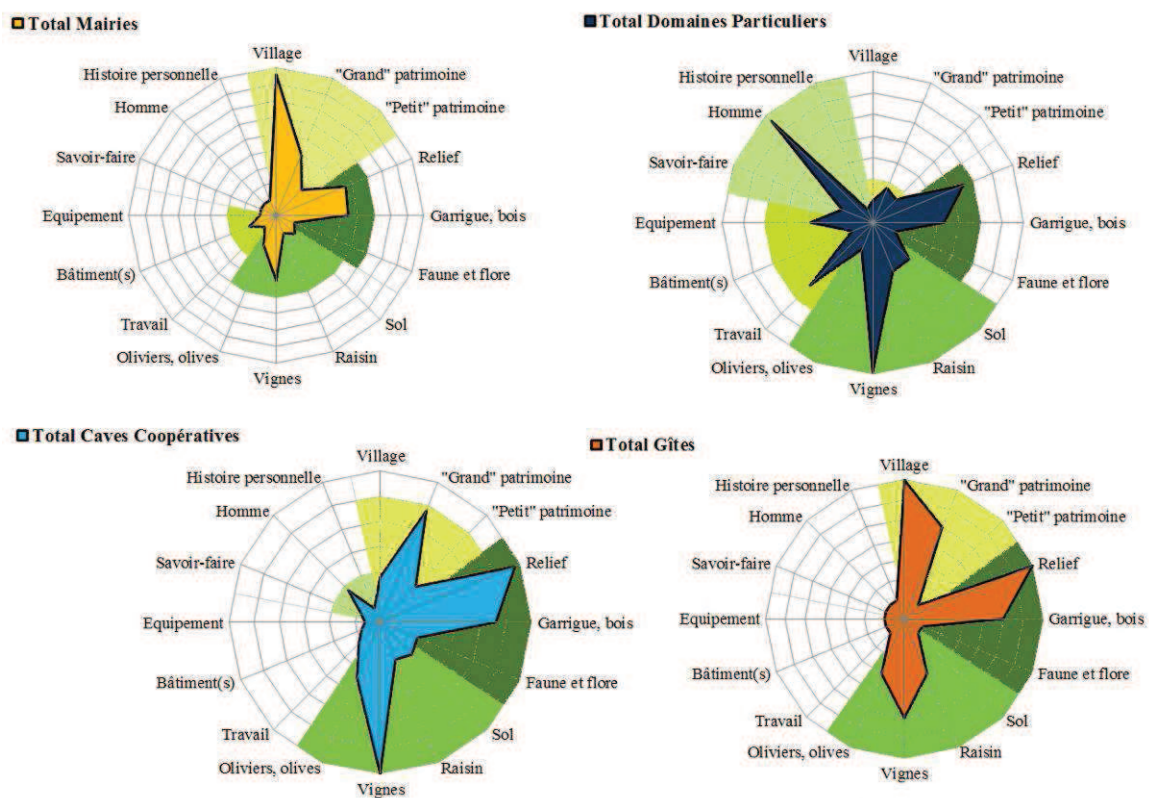 Total Mairies
Village
"Grand" patrimoine
"Petit" patrimoine
Relief
Garrigue, bois
Faune et flore
Sol
Raisin
Vignes
Oliviers, olives
Travail
Bâtiment(s)
Equipement
Savoir-faire
Homme
Histoire personnelle
Total Domaines Particuliers
Village
"Grand" patrimoine
"Petit" patrimoine
Relief
Garrigue, bois
Faune et flore
Sol
Raisin
Vignes
Oliviers, olives
Travail
Bâtiment(s)
Equipement
Savoir-faire
Homme
Histoire personnelle
Total Caves Coopératives
Village
"Grand" patrimoine
"Petit" patrimoine
Relief
Garrigue, bois
Faune et flore
Sol
Raisin
Vignes
Oliviers, olives
Travail
Bâtiment(s)
Equipement
Savoir-faire
Homme
Histoire personnelle
Total Gîtes
Village
"Grand" patrimoine
"Petit" patrimoine
Relief
Garrigue, bois
Faune et flore
Sol
Raisin
Vignes
Oliviers, olives
Travail
Bâtiment(s)
Equipement
Savoir-faire
Homme
Histoire personnelle